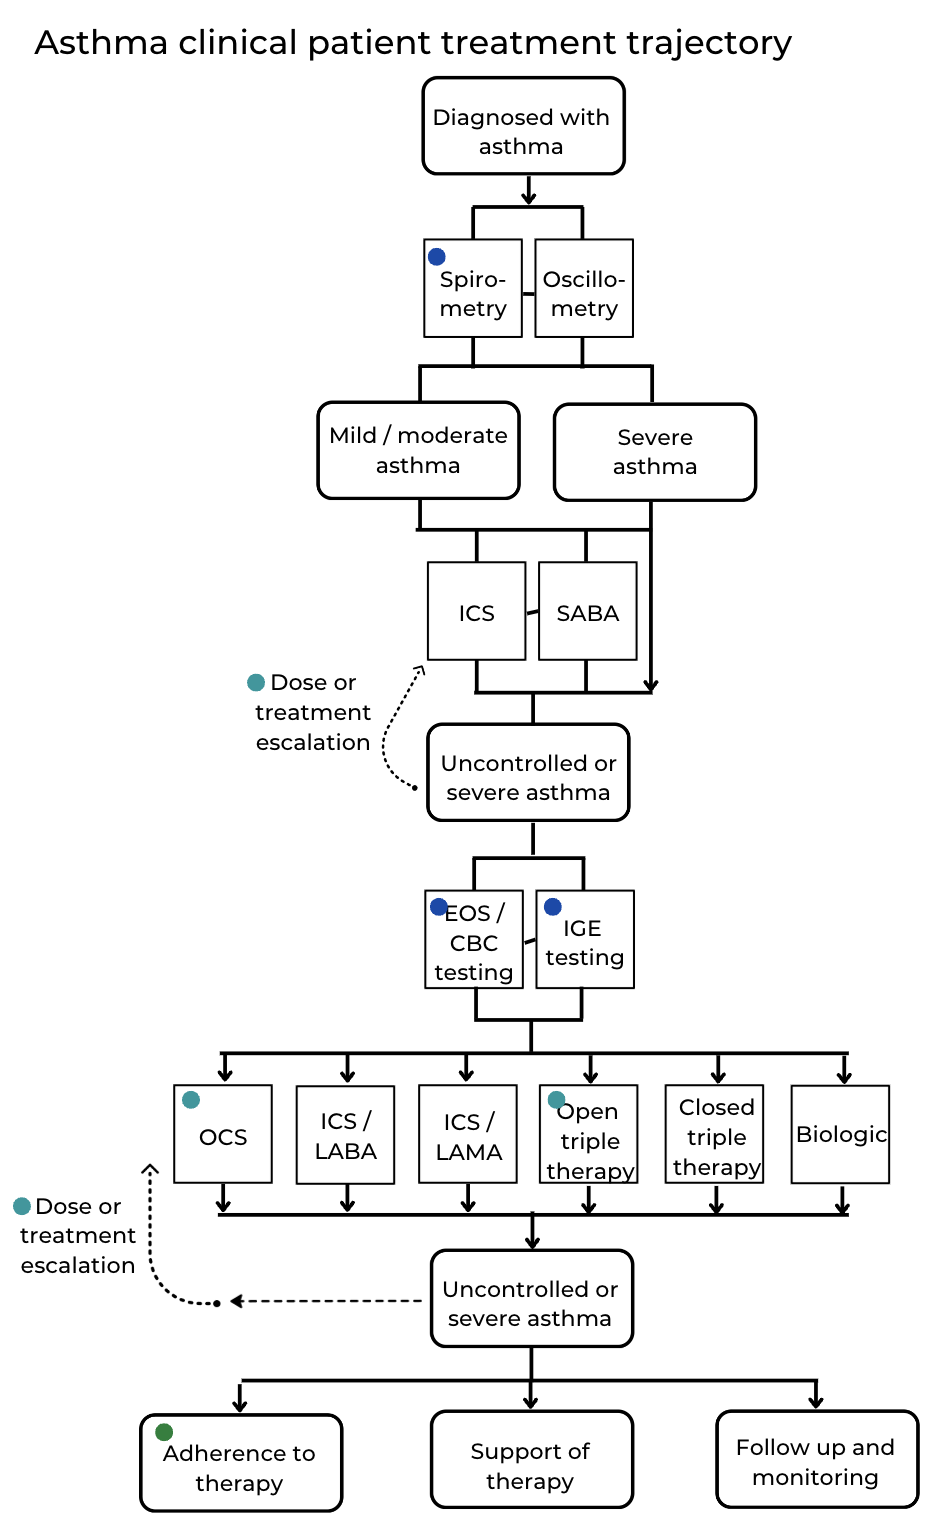 Asthma clinical patient treatment trajectory
Diagnosed with
asthma
Spiro-
metry
Oscillo-
metry
Mild / moderate
asthma
Severe
asthma
ICS
SABA
Dose or
treatment
escalation
Uncontrolled or
severe asthma
EOS /
CBC
testing
IGE
testing
OCS
ICS /
LABA
ICS /
LAMA
Open
triple
therapy
Closed
triple
therapy
Biologic
Dose or
treatment
escalation
Uncontrolled or
severe asthma
Adherence to
therapy
Support of
therapy
Follow up and
monitoring